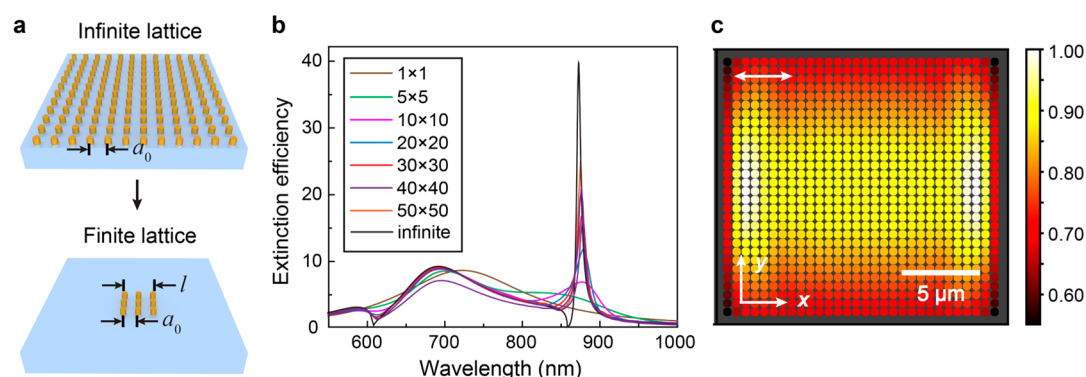 a
Infinite lattice
a0
Finite lattice
l
a0
b
Extinction efficiency
40
30
20
10
0
1×1
5×5
10×10
20×20
30×30
40×40
50×50
infinite
600 700 800 900 1000
Wavelength (nm)
c
y
x
5 μm
1.00
0.90
0.80
0.70
0.60